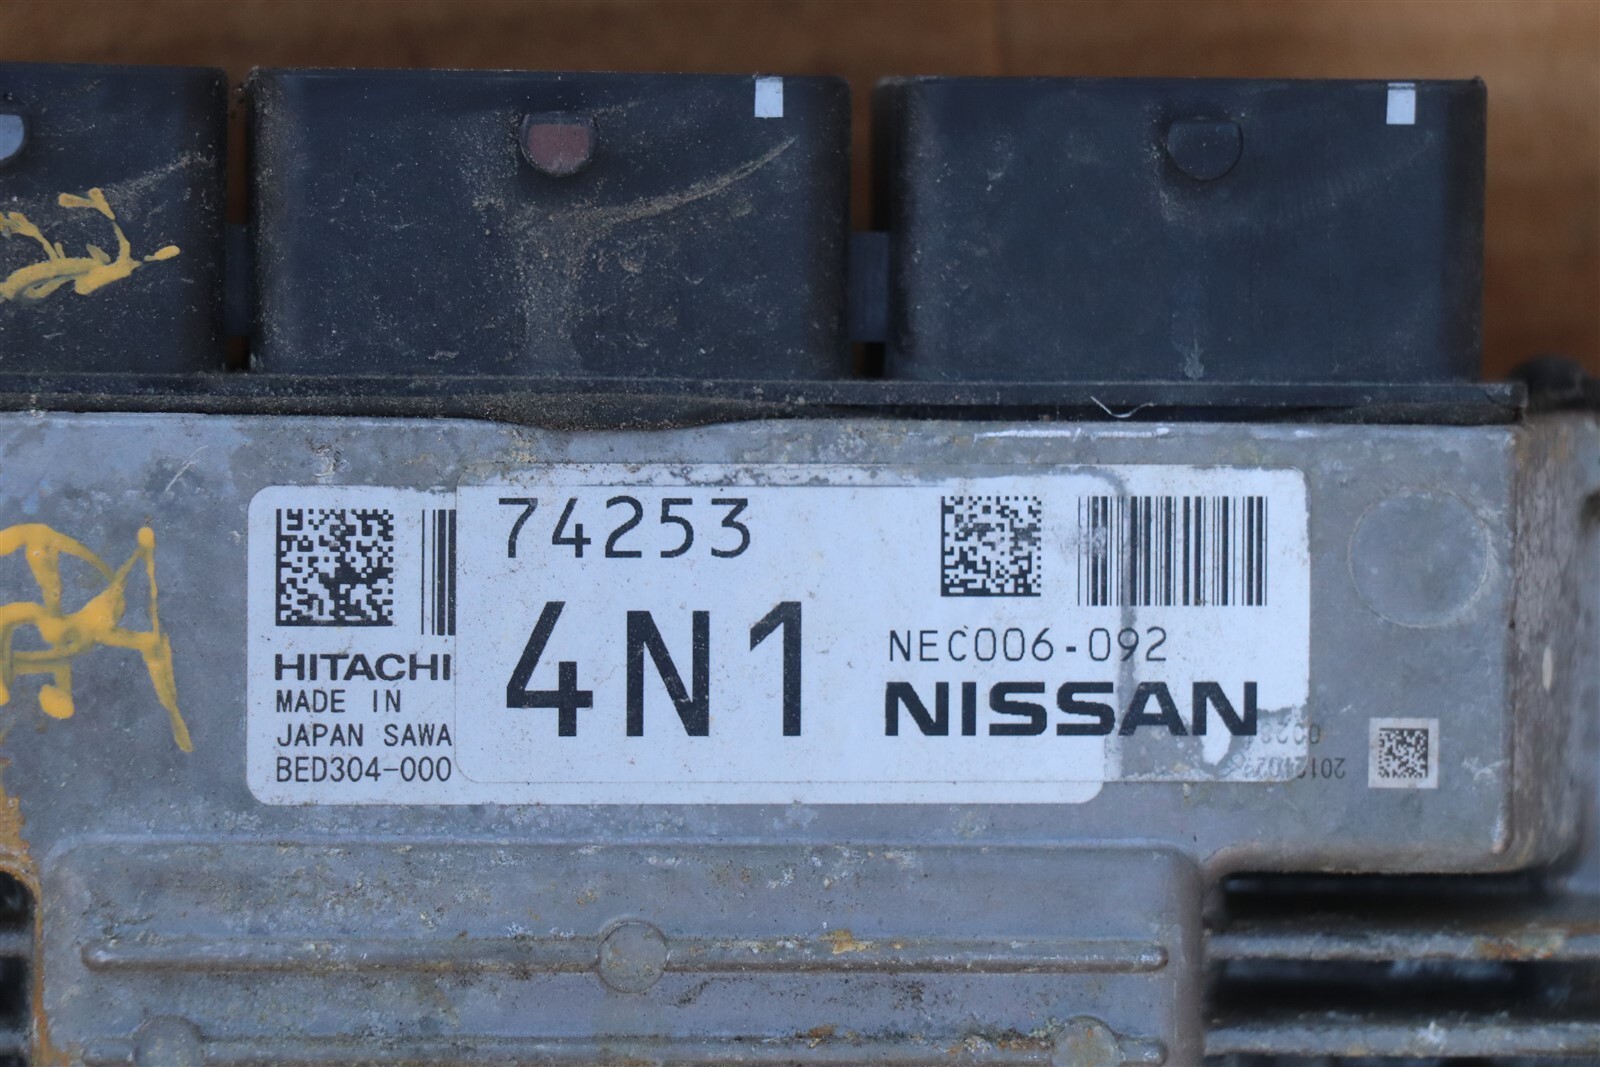 74253
4N1
NEC006-092
NISSAN
HITACHI
MADE IN
JAPAN SAWA
BED304-000